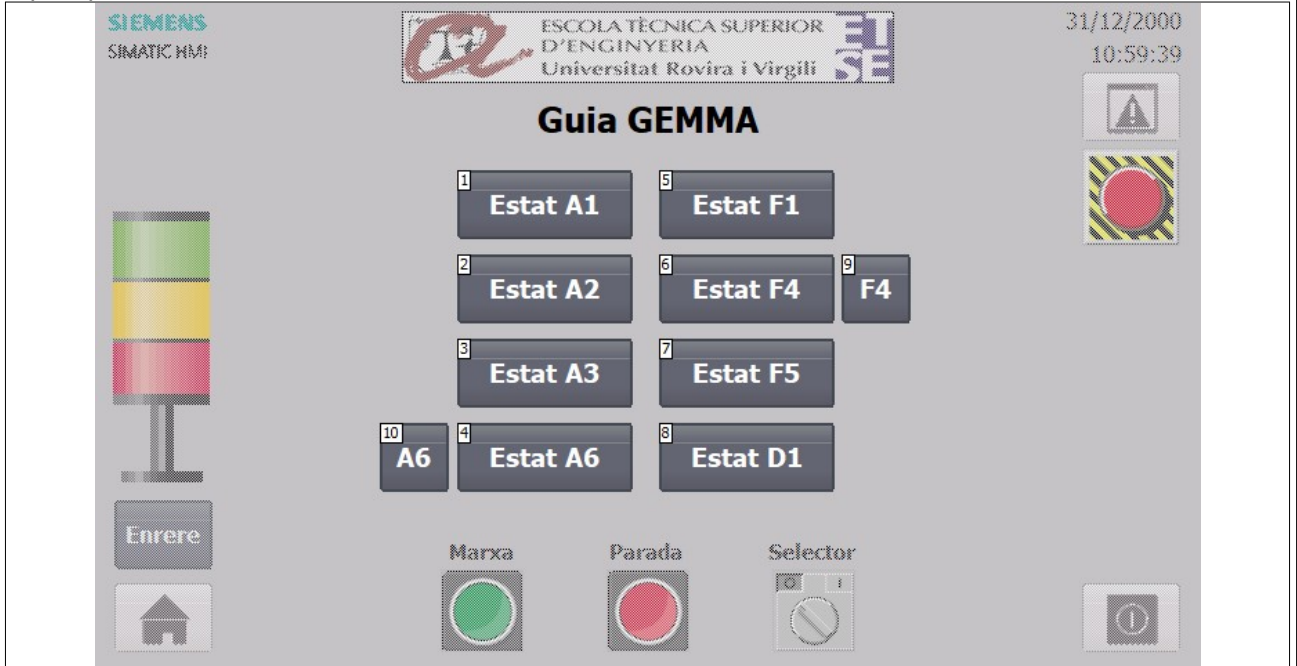 SIEMENS
SIMATIC HMI
ESCOLA TÈCNICA SUPERIOR
D'ENGINYERIA
Universitat Rovira i Virgili
ETSE
31/12/2000
10:59:39
Guia GEMMA
1 Estat A1
5 Estat F1
2 Estat A2
6 Estat F4
9 F4
3 Estat A3
7 Estat F5
10 A6
4 Estat A6
8 Estat D1
Enrere
Marxa
Parada
Selector
O I